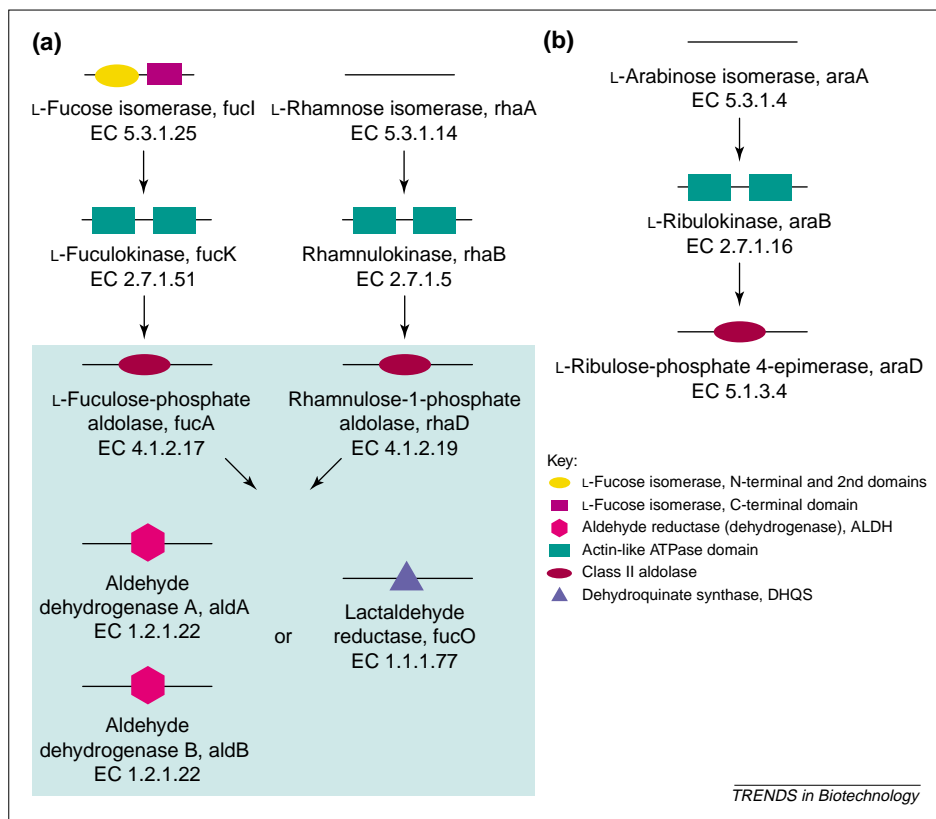 (a)
L-Fucose isomerase, fucI
EC 5.3.1.25
L-Rhamnose isomerase, rhaA
EC 5.3.1.14
L-Fuculokinase, fucK
EC 2.7.1.51
Rhamnulokinase, rhaB
EC 2.7.1.5
L-Fuculose-phosphate
aldolase, fucA
EC 4.1.2.17
Rhamnulose-1-phosphate
aldolase, rhaD
EC 4.1.2.19
Aldehyde
dehydrogenase A, aldA
EC 1.2.1.22
or
Lactaldehyde
reductase, fucO
EC 1.1.1.77
Aldehyde
dehydrogenase B, aldB
EC 1.2.1.22
(b)
L-Arabinose isomerase, araA
EC 5.3.1.4
L-Ribulokinase, araB
EC 2.7.1.16
L-Ribulose-phosphate 4-epimerase, araD
EC 5.1.3.4
Key:
L-Fucose isomerase, N-terminal and 2nd domains
L-Fucose isomerase, C-terminal domain
Aldehyde reductase (dehydrogenase), ALDH
Actin-like ATPase domain
Class II aldolase
Dehydroquinate synthase, DHQS
TRENDS in Biotechnology